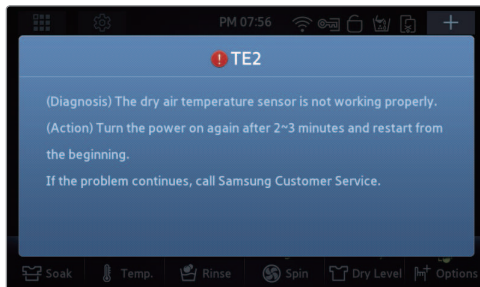 PM 07:56
TE2
(Diagnosis) The dry air temperature sensor is not working properly.
(Action) Turn the power on again after 2~3 minutes and restart from
the beginning.
If the problem continues, call Samsung Customer Service.
Soak Temp. Rinse Spin Dry Level Options